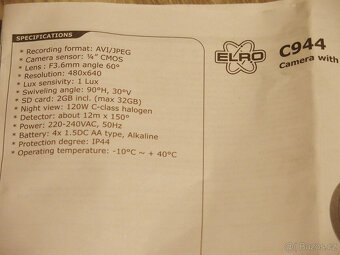 SPECIFICATIONS
* Recording format: AVI/JPEG
* Camera sensor: ¼" CMOS
* Lens : F3.6mm angle 60°
* Resolution: 480x640
* Lux sensivity: 1 Lux
* Swiveling angle: 90°H, 30°V
* SD card: 2GB incl. (max 32GB)
* Night view: 120W C-class halogen
* Detector: about 12m x 150°
* Power: 220-240VAC, 50Hz
* Battery: 4x 1.5DC AA type, Alkaline
* Protection degree: IP44
* Operating temperature: -10°C ~ + 40°C
ELRO
C944
Camera with
Bazos.cz